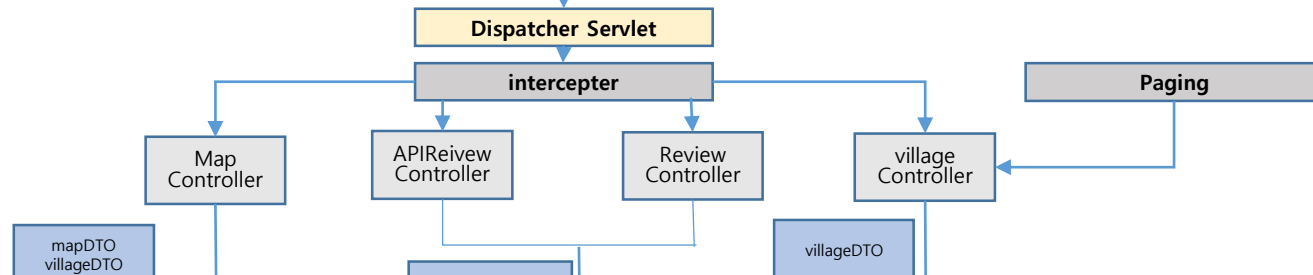 Dispatcher Servlet
intercepter
Paging
Map
Controller
APIReivew
Controller
Review
Controller
village
Controller
mapDTO
villageDTO
villageDTO